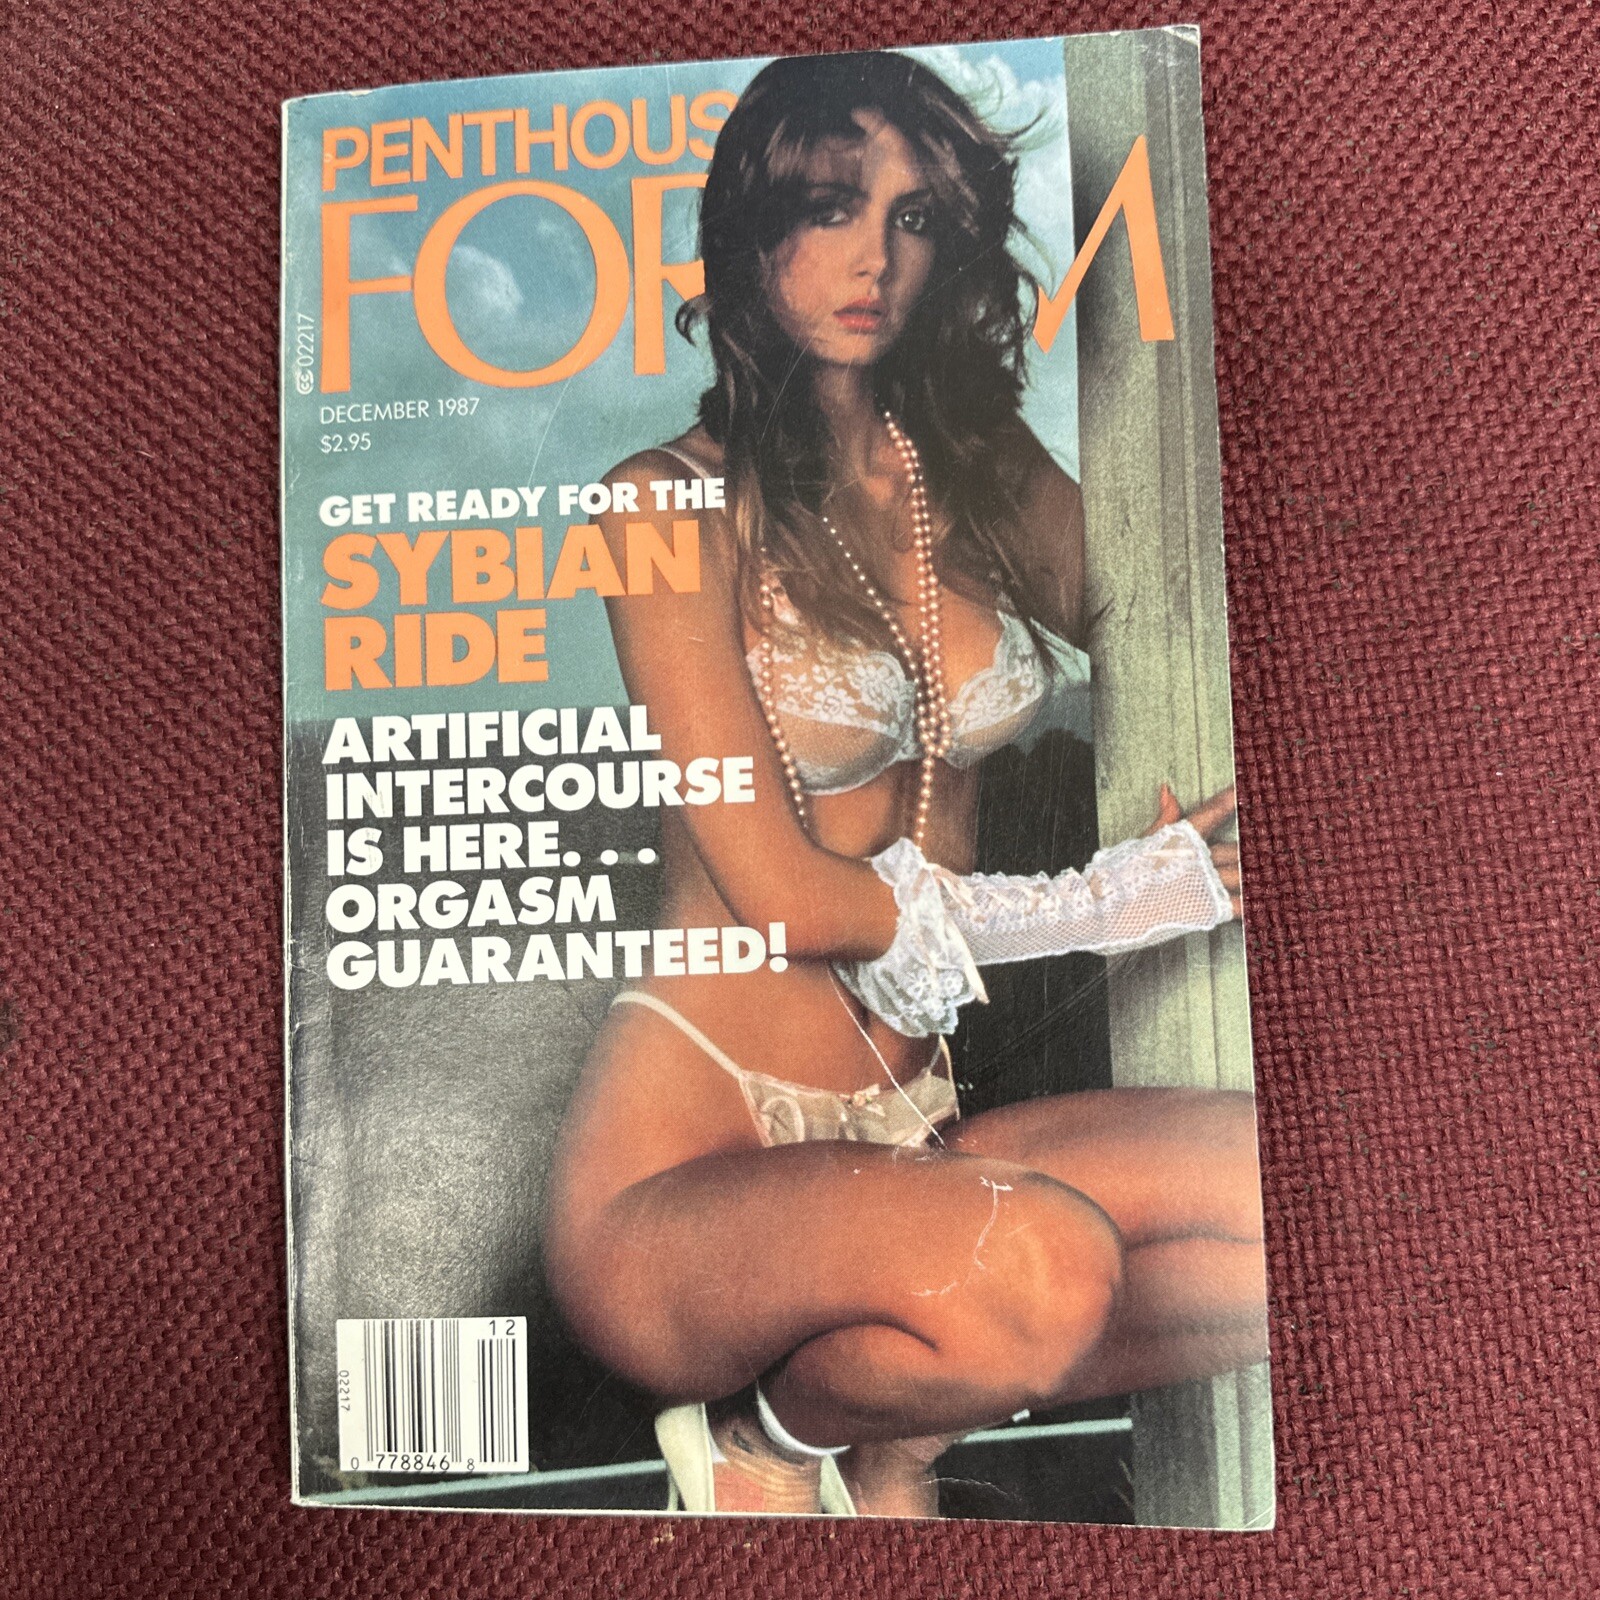 PENTHOUS
FOR M
CC 02217
DECEMBER 1987
$2.95
GET READY FOR THE
SYBIAN
RIDE
ARTIFICIAL
INTERCOURSE
IS HERE. . .
ORGASM
GUARANTEED!
12
02217
0 778846 8